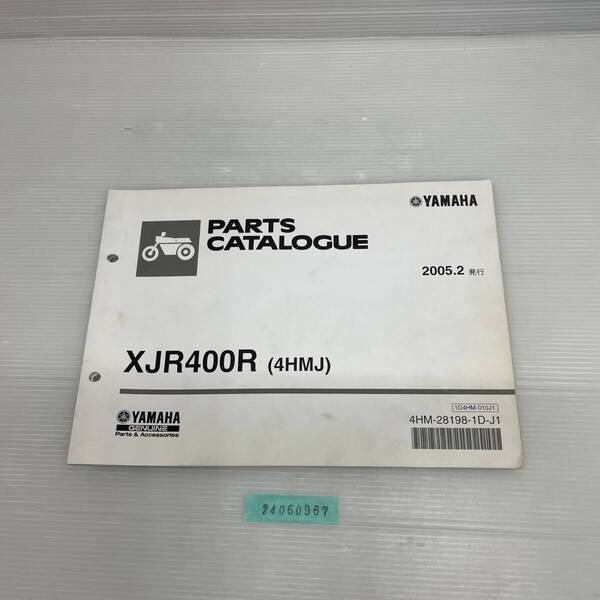 YAMAHA
PARTS
CATALOGUE
2005.2 発行
XJR400R (4HMJ)
YAMAHA
GENUINE
Parts & Accessories
1D4HM-010J1
4HM-28198-1D-J1
24060967